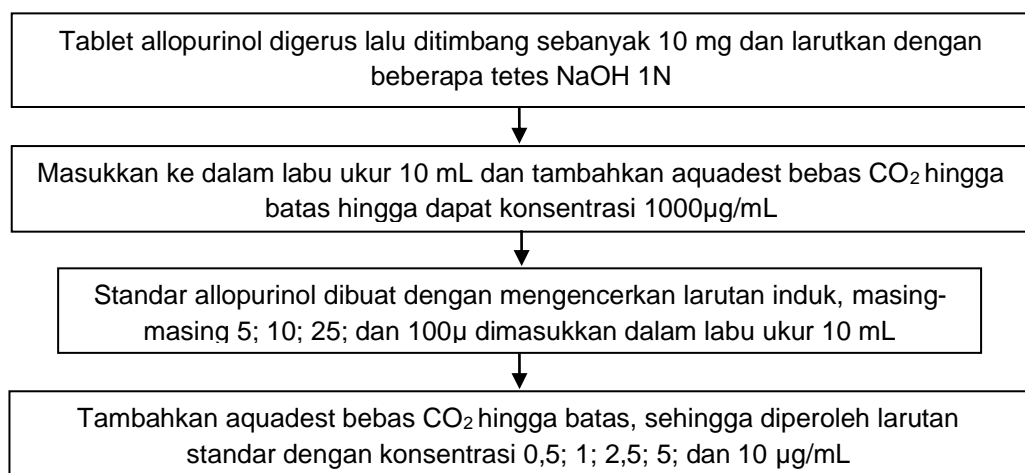 Tablet allopurinol digerus lalu ditimbang sebanyak 10 mg dan larutkan dengan
beberapa tetes NaOH 1N
Masukkan ke dalam labu ukur 10 mL dan tambahkan aquadest bebas CO₂ hingga
batas hingga dapat konsentrasi 1000µg/mL
Standar allopurinol dibuat dengan mengencerkan larutan induk, masing-
masing 5; 10; 25; dan 100µ dimasukkan dalam labu ukur 10 mL
Tambahkan aquadest bebas CO₂ hingga batas, sehingga diperoleh larutan
standar dengan konsentrasi 0,5; 1; 2,5; 5; dan 10 µg/mL